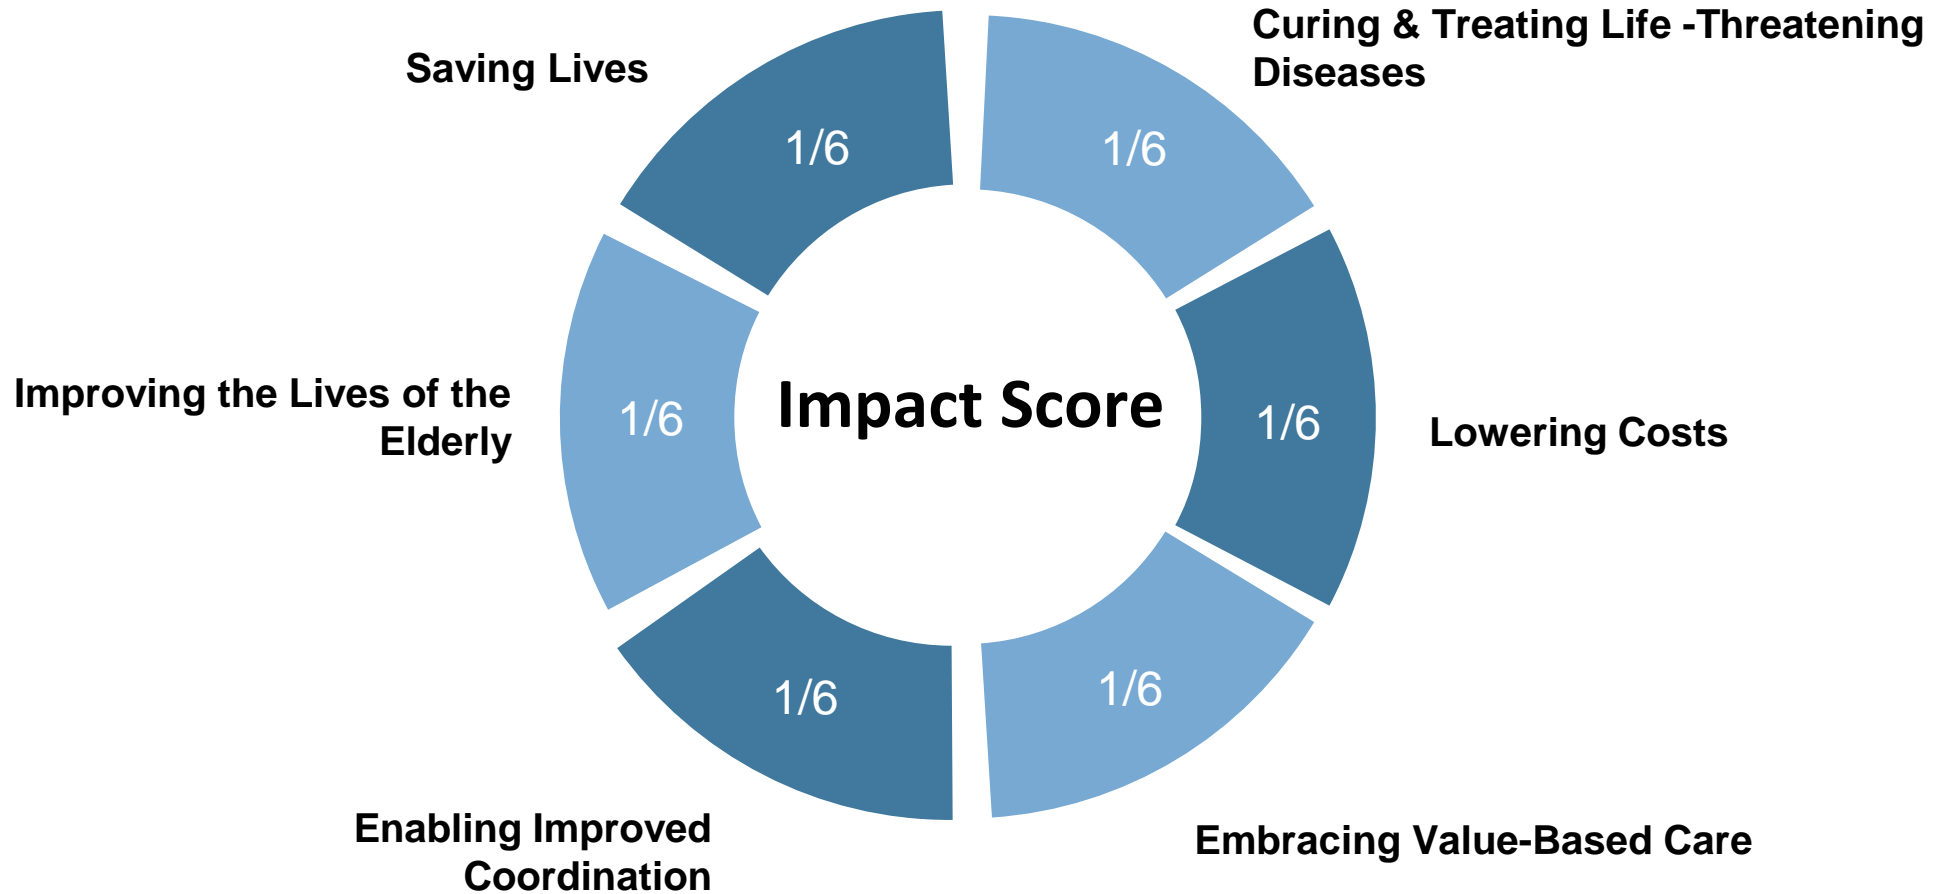 Curing & Treating Life -Threatening
Diseases
Saving Lives
1/6
1/6
Improving the Lives of the
Elderly
1/6
Impact Score
1/6
Lowering Costs
1/6
1/6
Enabling Improved
Coordination
Embracing Value-Based Care